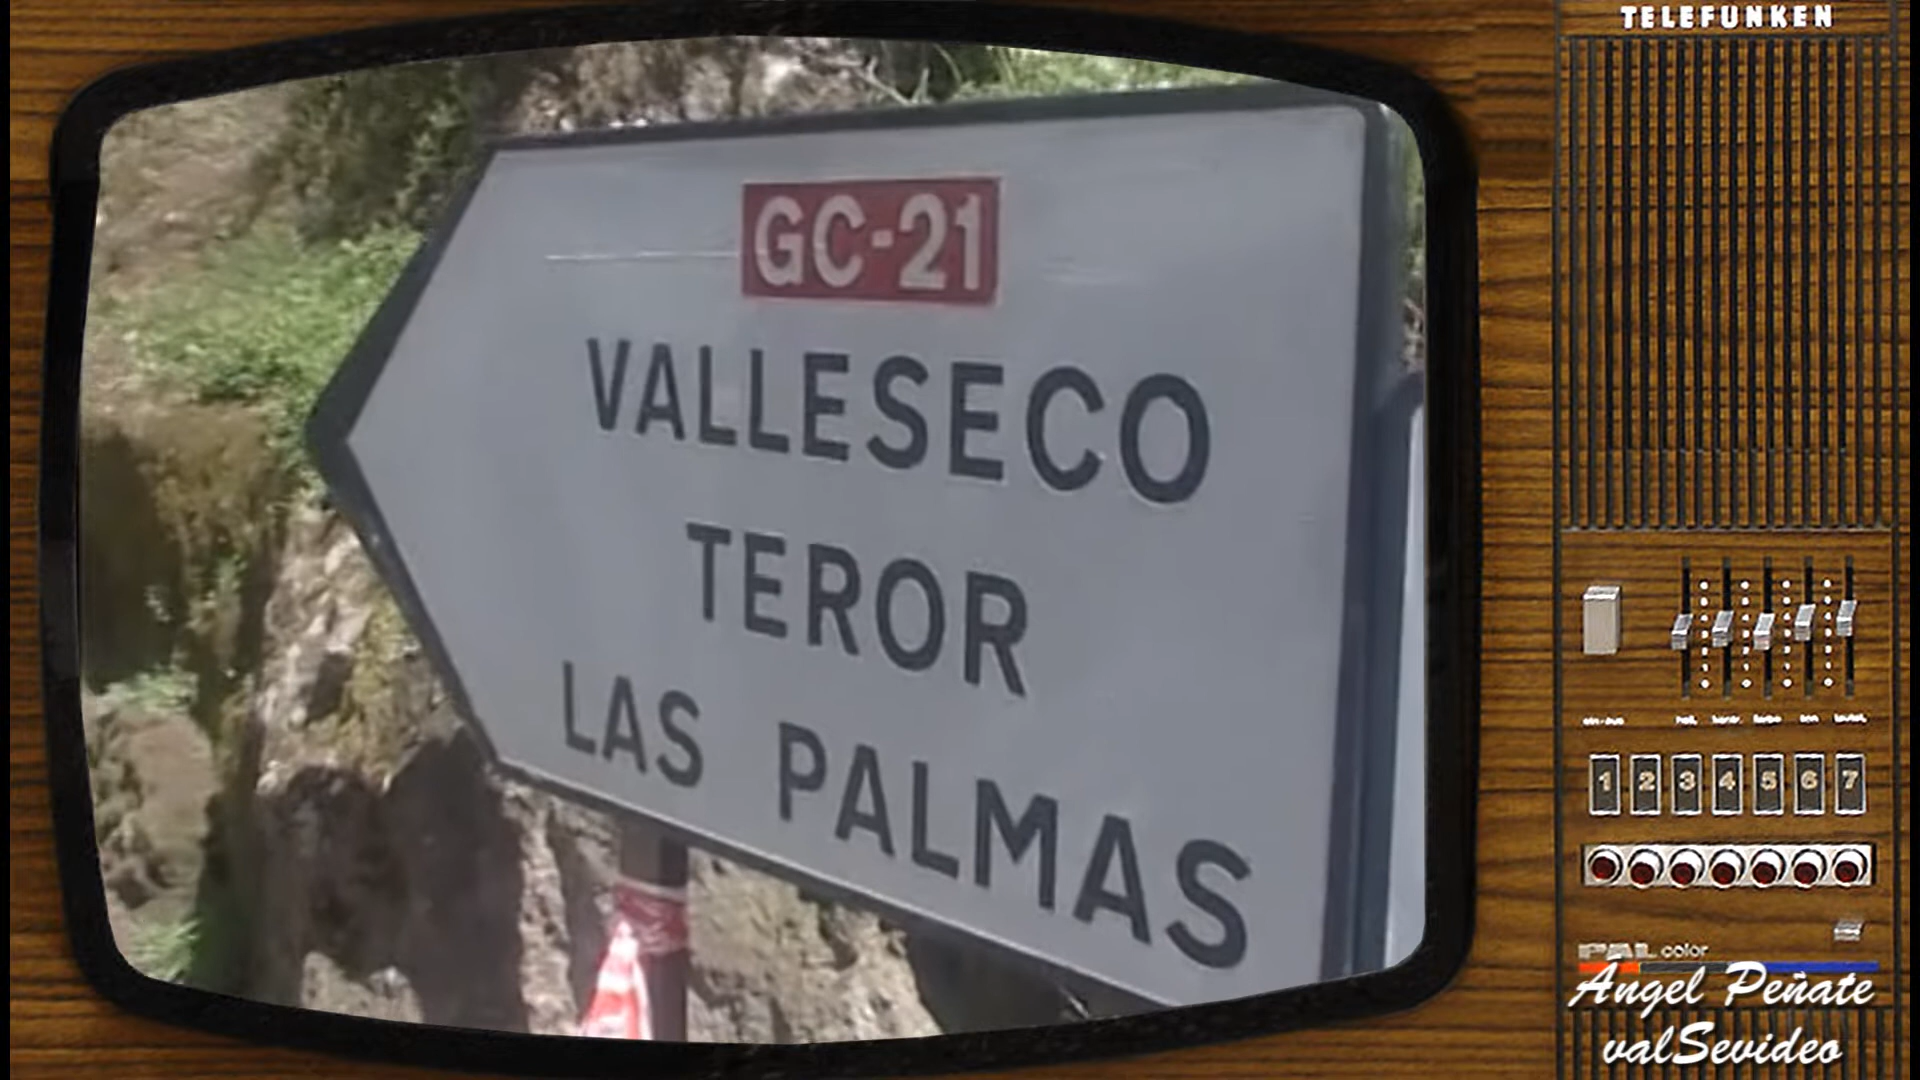 TELEFUNKEN
GC-21
VALLESECO
TEROR
LAS PALMAS
1 2 3 4 5 6 7
PAL color
Angel Peñate
valSevideo